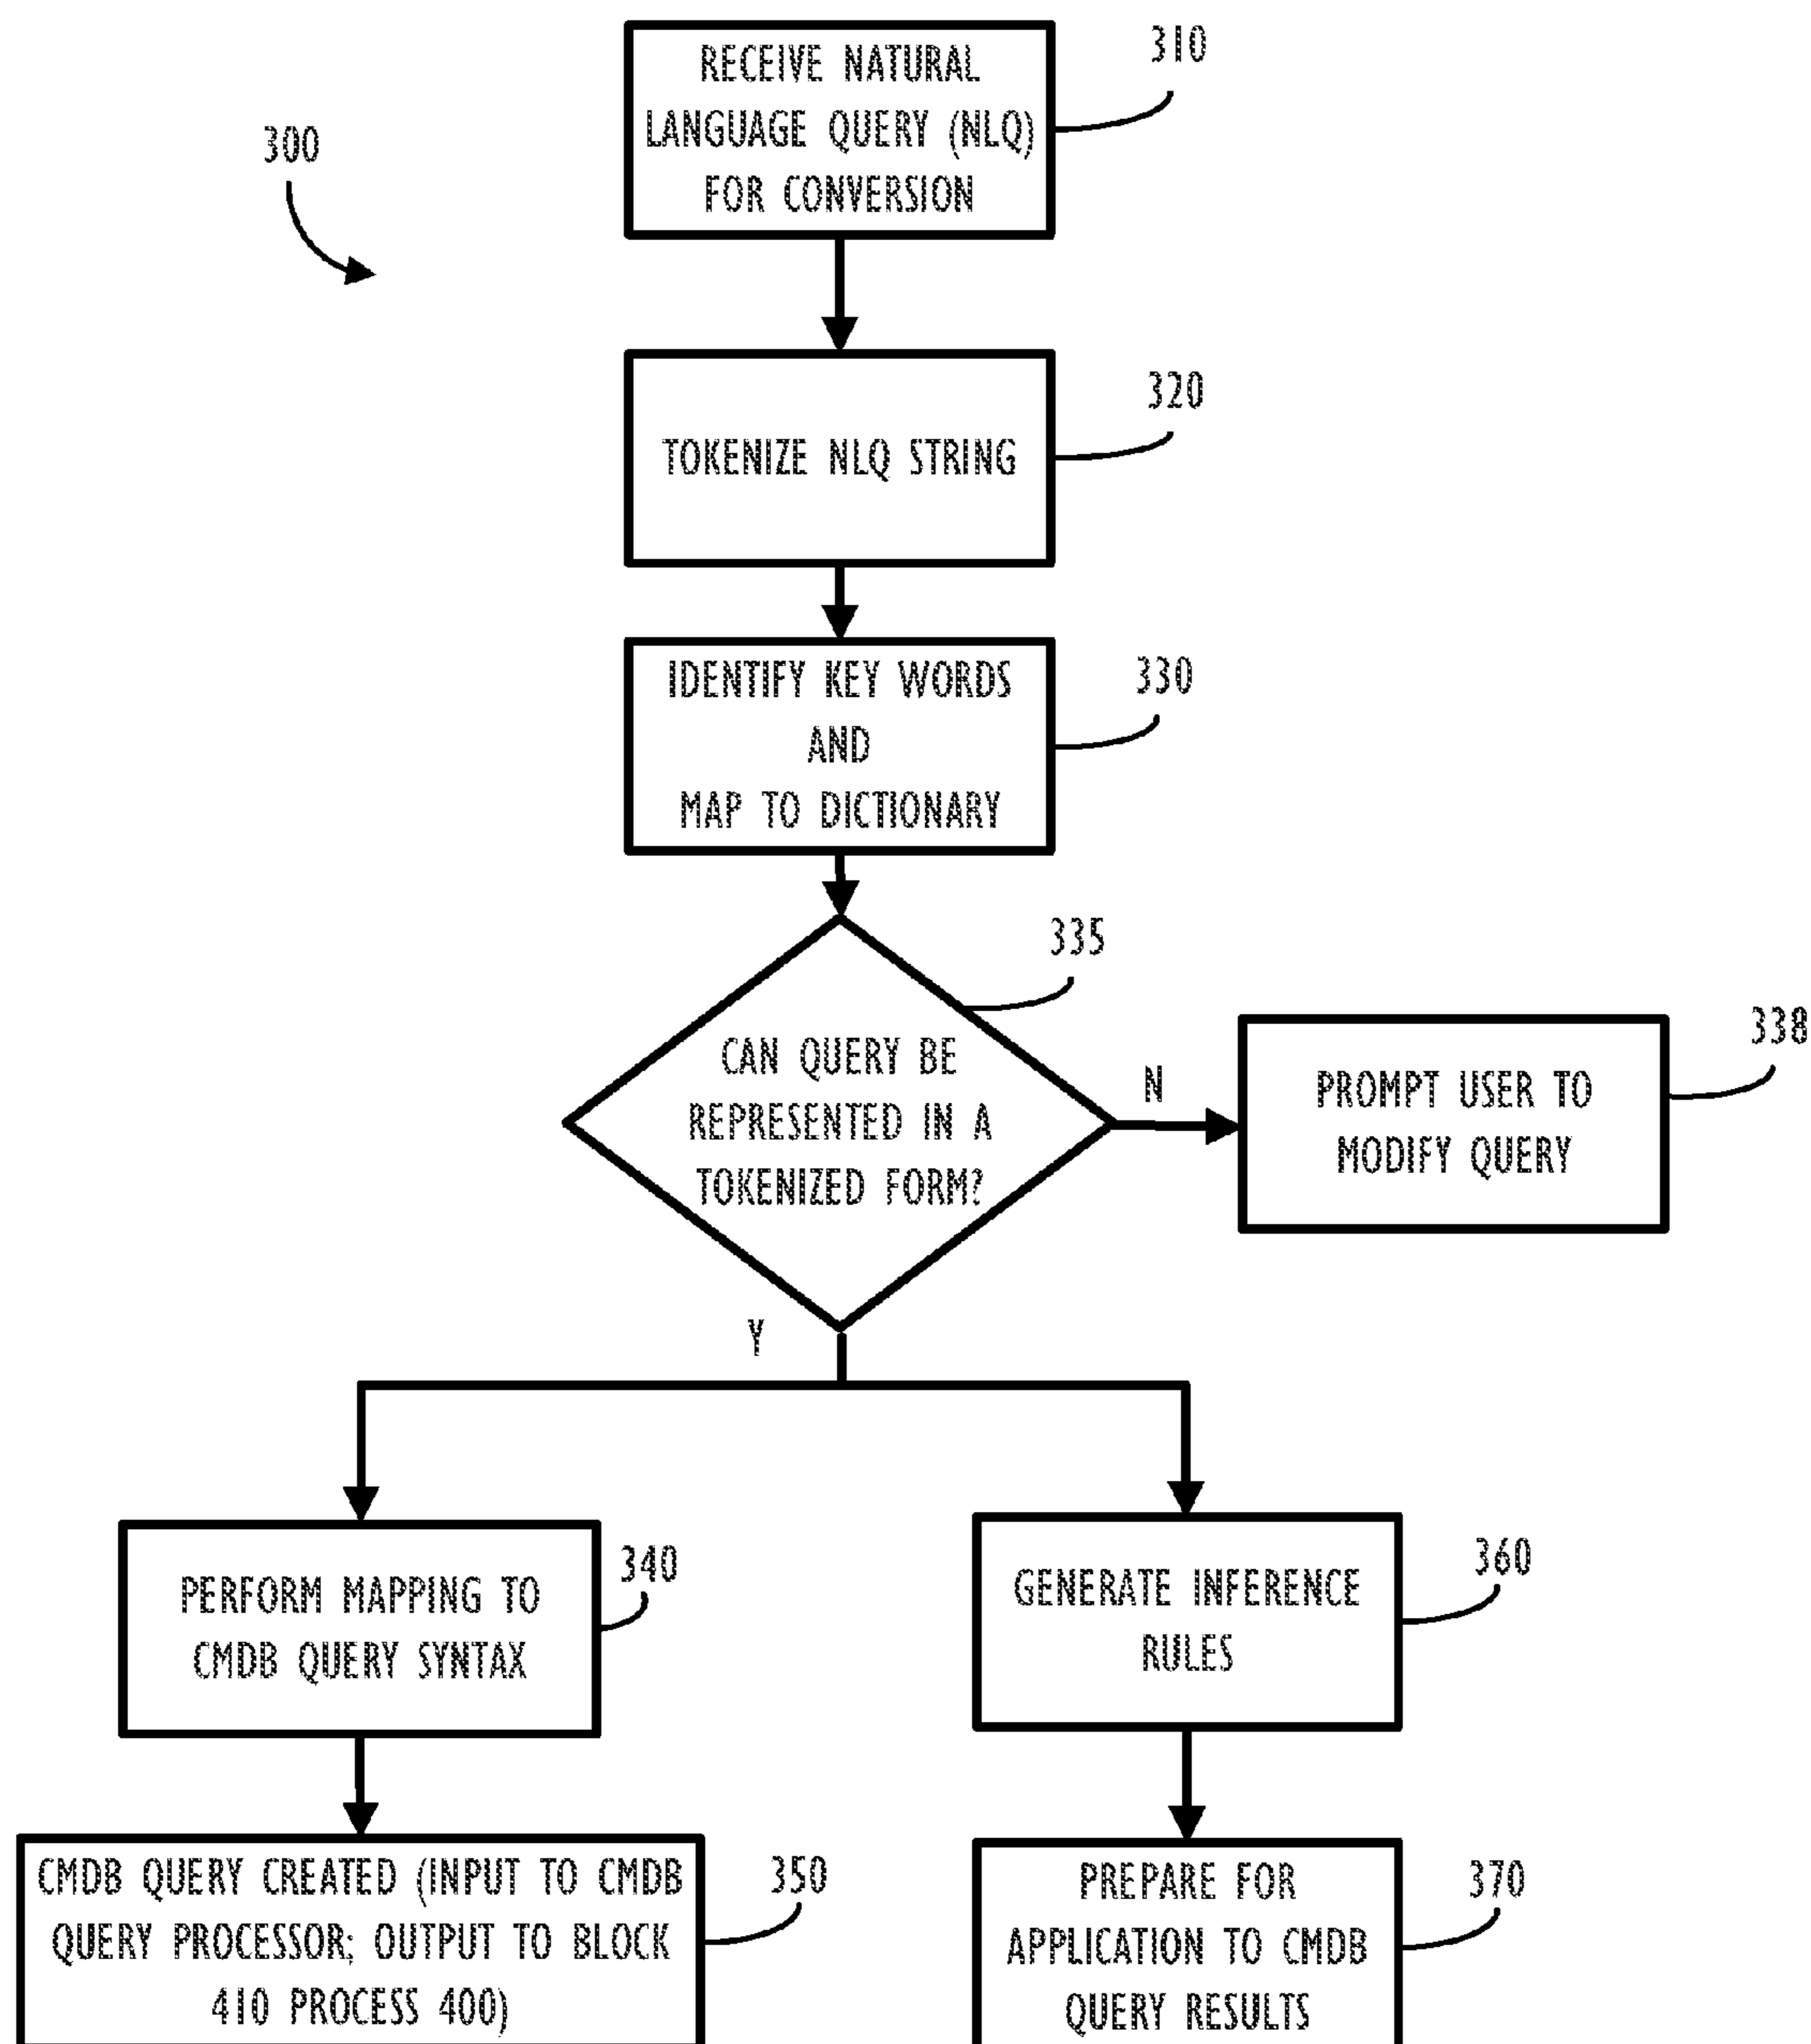 RECEIVE NATURAL
LANGUAGE QUERY (NLQ)
FOR CONVERSION
310
300
TOKENIZE NLQ STRING
320
IDENTIFY KEY WORDS
AND
MAP TO DICTIONARY
330
335
CAN QUERY BE
REPRESENTED IN A
TOKENIZED FORM?
N
PROMPT USER TO
MODIFY QUERY
338
Y
PERFORM MAPPING TO
CMDB QUERY SYNTAX
340
GENERATE INFERENCE
RULES
360
CMDB QUERY CREATED (INPUT TO CMDB
QUERY PROCESSOR; OUTPUT TO BLOCK
410 PROCESS 400)
350
PREPARE FOR
APPLICATION TO CMDB
QUERY RESULTS
370